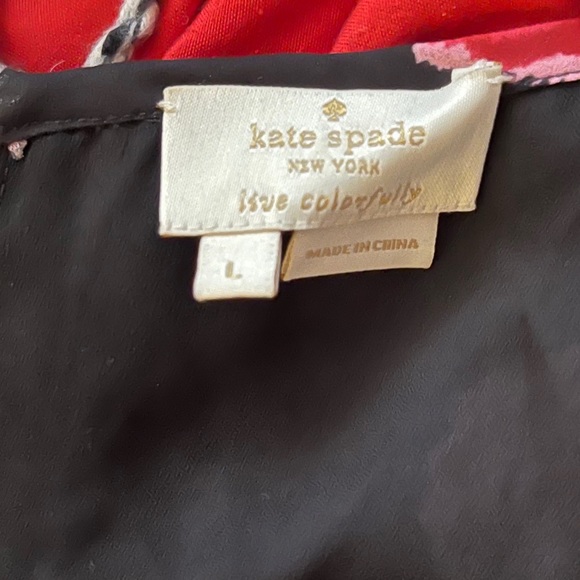 kate spade
NEW YORK
live colorfully
L
MADE IN CHINA